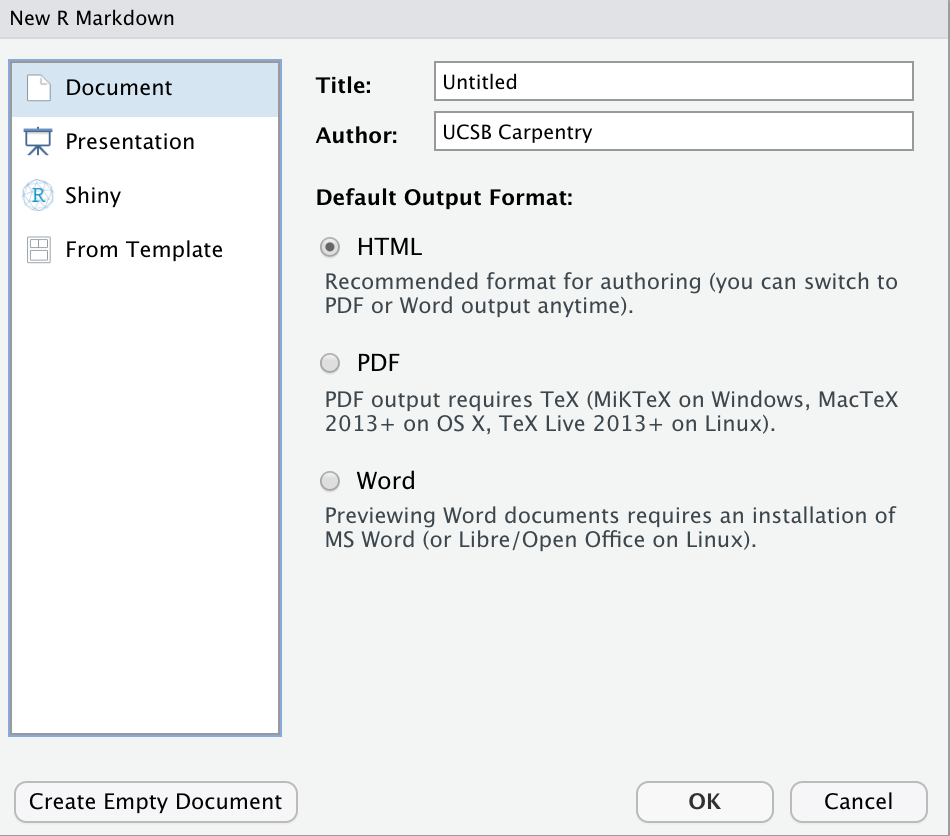 New R Markdown
Document
Presentation
Shiny
From Template
Title:
Untitled
Author:
UCSB Carpentry
Default Output Format:
HTML
Recommended format for authoring (you can switch to
PDF or Word output anytime).
PDF
PDF output requires TeX (MiKTeX on Windows, MacTeX
2013+ on OS X, TeX Live 2013+ on Linux).
Word
Previewing Word documents requires an installation of
MS Word (or Libre/Open Office on Linux).
Create Empty Document
OK
Cancel